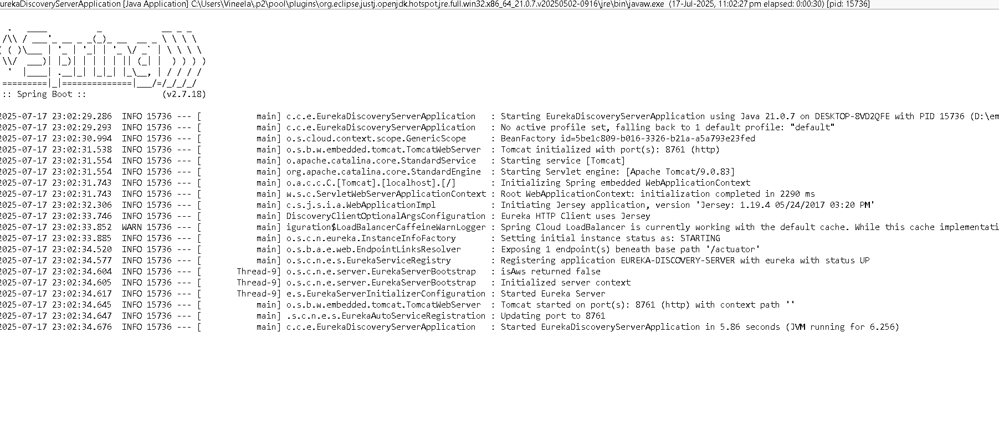 urekaDiscoveryServerApplication [Java Application] C:\Users\Vineela\.p2\pool\plugins\org.eclipse.justj.openjdk.hotspot.jre.full.win32.x86_64_21.0.7.v20250502-0916\jre\bin\javaw.exe (17-Jul-2025, 11:02:27 pm elapsed: 0:00:30) [pid: 15736]
:: Spring Boot :: (v2.7.18)
2025-07-17 23:02:29.286 INFO 15736 --- [ main] c.c.e.EurekaDiscoveryServerApplication : Starting EurekaDiscoveryServerApplication using Java 21.0.7 on DESKTOP-8VD2QFE with PID 15736 (D:\em
2025-07-17 23:02:29.293 INFO 15736 --- [ main] c.c.e.EurekaDiscoveryServerApplication : No active profile set, falling back to 1 default profile: "default"
2025-07-17 23:02:30.994 INFO 15736 --- [ main] o.s.cloud.context.scope.GenericScope : BeanFactory id=5be1c809-b016-3326-b21a-a5a793e23fed
2025-07-17 23:02:31.538 INFO 15736 --- [ main] o.s.b.w.embedded.tomcat.TomcatWebServer : Tomcat initialized with port(s): 8761 (http)
2025-07-17 23:02:31.554 INFO 15736 --- [ main] o.apache.catalina.core.StandardService : Starting service [Tomcat]
2025-07-17 23:02:31.554 INFO 15736 --- [ main] org.apache.catalina.core.StandardEngine : Starting Servlet engine: [Apache Tomcat/9.0.83]
2025-07-17 23:02:31.743 INFO 15736 --- [ main] o.a.c.c.C.[Tomcat].[localhost].[/] : Initializing Spring embedded WebApplicationContext
2025-07-17 23:02:31.743 INFO 15736 --- [ main] w.s.c.ServletWebServerApplicationContext : Root WebApplicationContext: initialization completed in 2290 ms
2025-07-17 23:02:32.306 INFO 15736 --- [ main] c.s.j.s.i.a.WebApplicationImpl : Initiating Jersey application, version 'Jersey: 1.19.4 05/24/2017 03:20 PM'
2025-07-17 23:02:33.746 INFO 15736 --- [ main] DiscoveryClientOptionalArgsConfiguration : Eureka HTTP Client uses Jersey
2025-07-17 23:02:33.852 WARN 15736 --- [ main] iguration$LoadBalancerCaffeineWarnLogger : Spring Cloud LoadBalancer is currently working with the default cache. While this cache implementati
2025-07-17 23:02:33.885 INFO 15736 --- [ main] o.s.c.n.eureka.InstanceInfoFactory : Setting initial instance status as: STARTING
2025-07-17 23:02:34.520 INFO 15736 --- [ main] o.s.b.a.e.web.EndpointLinksResolver : Exposing 1 endpoint(s) beneath base path '/actuator'
2025-07-17 23:02:34.577 INFO 15736 --- [ main] o.s.c.n.e.s.EurekaServiceRegistry : Registering application EUREKA-DISCOVERY-SERVER with eureka with status UP
2025-07-17 23:02:34.604 INFO 15736 --- [ Thread-9] o.s.c.n.e.server.EurekaServerBootstrap : isAws returned false
2025-07-17 23:02:34.605 INFO 15736 --- [ Thread-9] o.s.c.n.e.server.EurekaServerBootstrap : Initialized server context
2025-07-17 23:02:34.617 INFO 15736 --- [ Thread-9] e.s.EurekaServerInitializerConfiguration : Started Eureka Server
2025-07-17 23:02:34.645 INFO 15736 --- [ main] o.s.b.w.embedded.tomcat.TomcatWebServer : Tomcat started on port(s): 8761 (http) with context path ''
2025-07-17 23:02:34.647 INFO 15736 --- [ main] .s.c.n.e.s.EurekaAutoServiceRegistration : Updating port to 8761
2025-07-17 23:02:34.676 INFO 15736 --- [ main] c.c.e.EurekaDiscoveryServerApplication : Started EurekaDiscoveryServerApplication in 5.86 seconds (JVM running for 6.256)